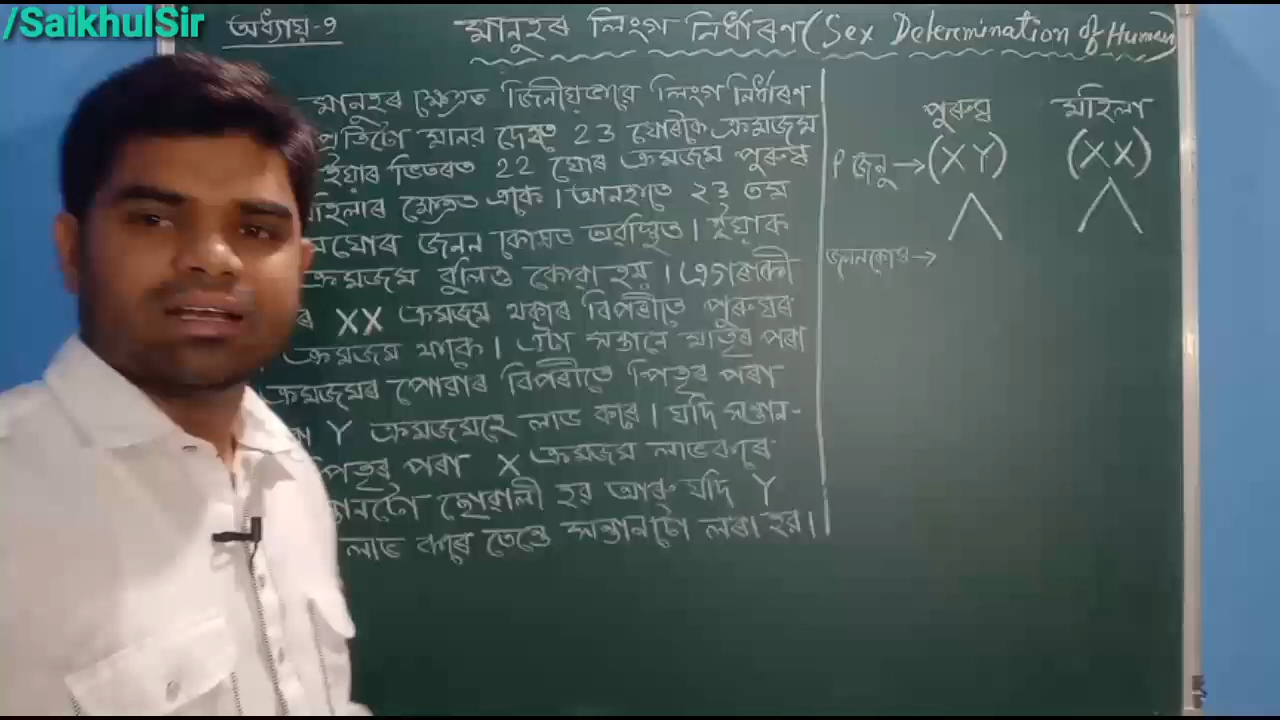 /SaikhulSir
অধ্যায়-9
মানুহৰ লিংগ নিৰ্ধাৰণ (Sex Determination of Human)
মানুহৰ ক্ষেত্ৰত জিনীয়ভাৱে লিংগ নিৰ্ধাৰণ
প্ৰতিটো মানৱ দেহত 23 যোৰকৈ ক্ৰমজম
ইয়াৰ ভিতৰত 22 যোৰ ক্ৰমজম পুৰুষ
মহিলাৰ ক্ষেত্ৰত একে। আনহাতে 23 তম
জনন কোষত অৱস্থিত। ইয়াক
ক্ৰমজম বুলিও কোৱা হয়। এগৰাকী
ৰ XX ক্ৰমজম থকাৰ বিপৰীতে পুৰুষৰ
ক্ৰমজম থাকে। এটা সন্তানে মাতৃৰ পৰা
ক্ৰমজমৰ পোৱাৰ বিপৰীতে পিতৃৰ পৰা
Y ক্ৰমজমহে লাভ কৰে। যদি সন্তান-
পিতৃৰ পৰা X ক্ৰমজম লাভ কৰে
ছোৱালী হয় আৰু যদি Y
লাভ কৰে তেন্তে সন্তানটো লৰা হয়।
পুৰুষ মহিলা
P জনু → (XY) (XX)
জননকোষ →